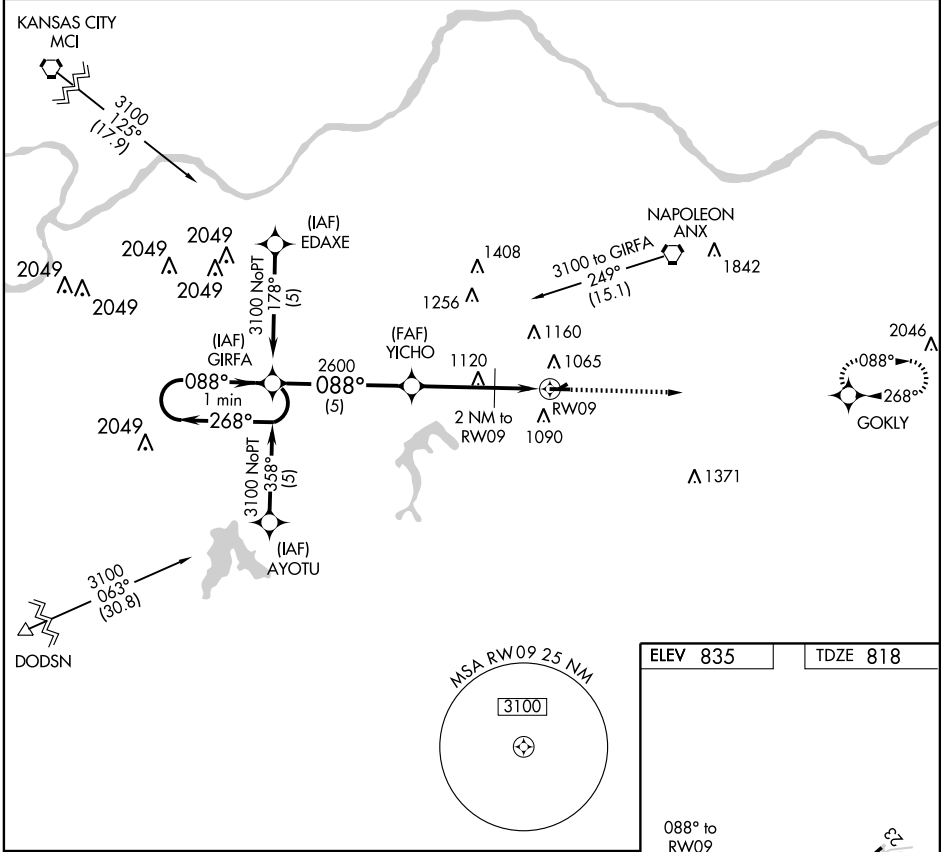 KANSAS CITY
MCI
3100
125°
(17.9)
(IAF)
EDAXE
NAPOLEON
ANX
2049
2049
2049
2049
2049
3100 NoPT
178°
(5)
1408
1256
3100 to GIRFA
249°
(15.1)
1842
(IAF)
GIRFA
(FAF)
YICHO
1160
1120
1065
2046
088°
1 min
268°
2600
088°
(5)
2 NM to
RW09
RW09
1090
088°
268°
GOKLY
2049
3100 NoPT
358°
(5)
1371
(IAF)
AYOTU
3100
063°
(30.8)
DODSN
MSA RW09 25 NM
3100
ELEV 835
TDZE 818
088° to
RW09
23